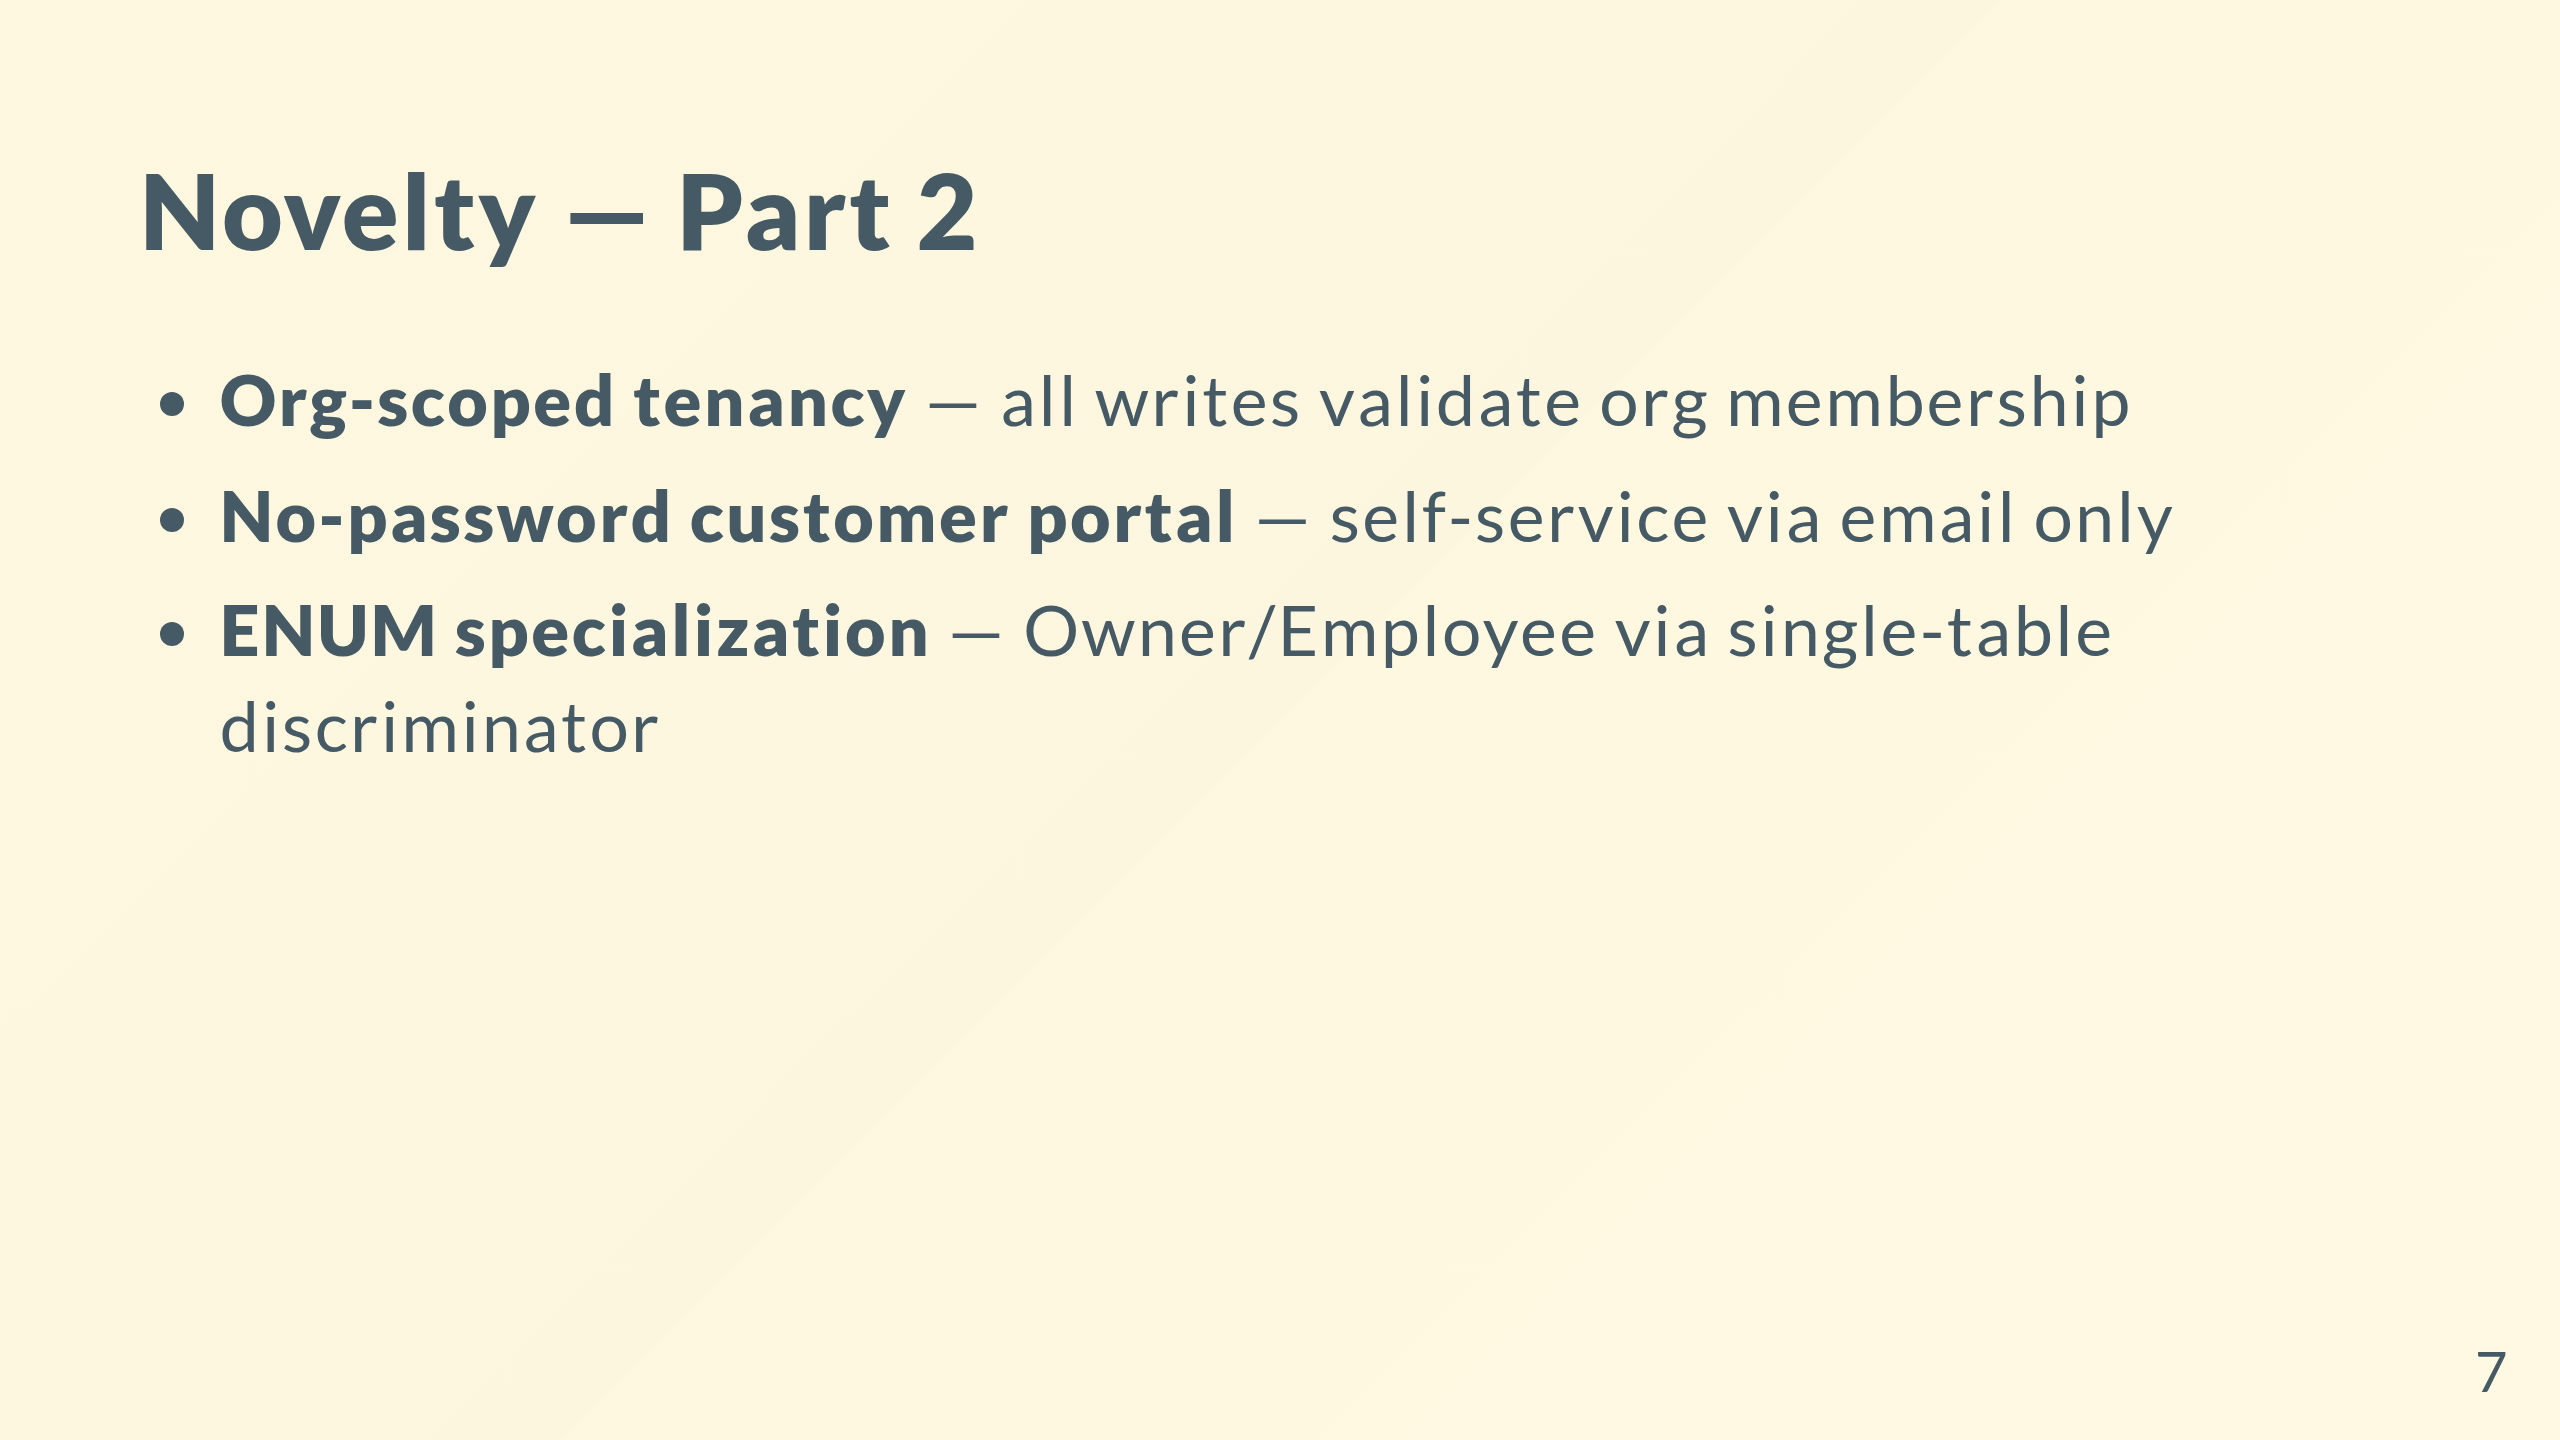 Novelty — Part 2
• Org-scoped tenancy — all writes validate org membership
• No-password customer portal — self-service via email only
• ENUM specialization — Owner/Employee via single-table
discriminator
7